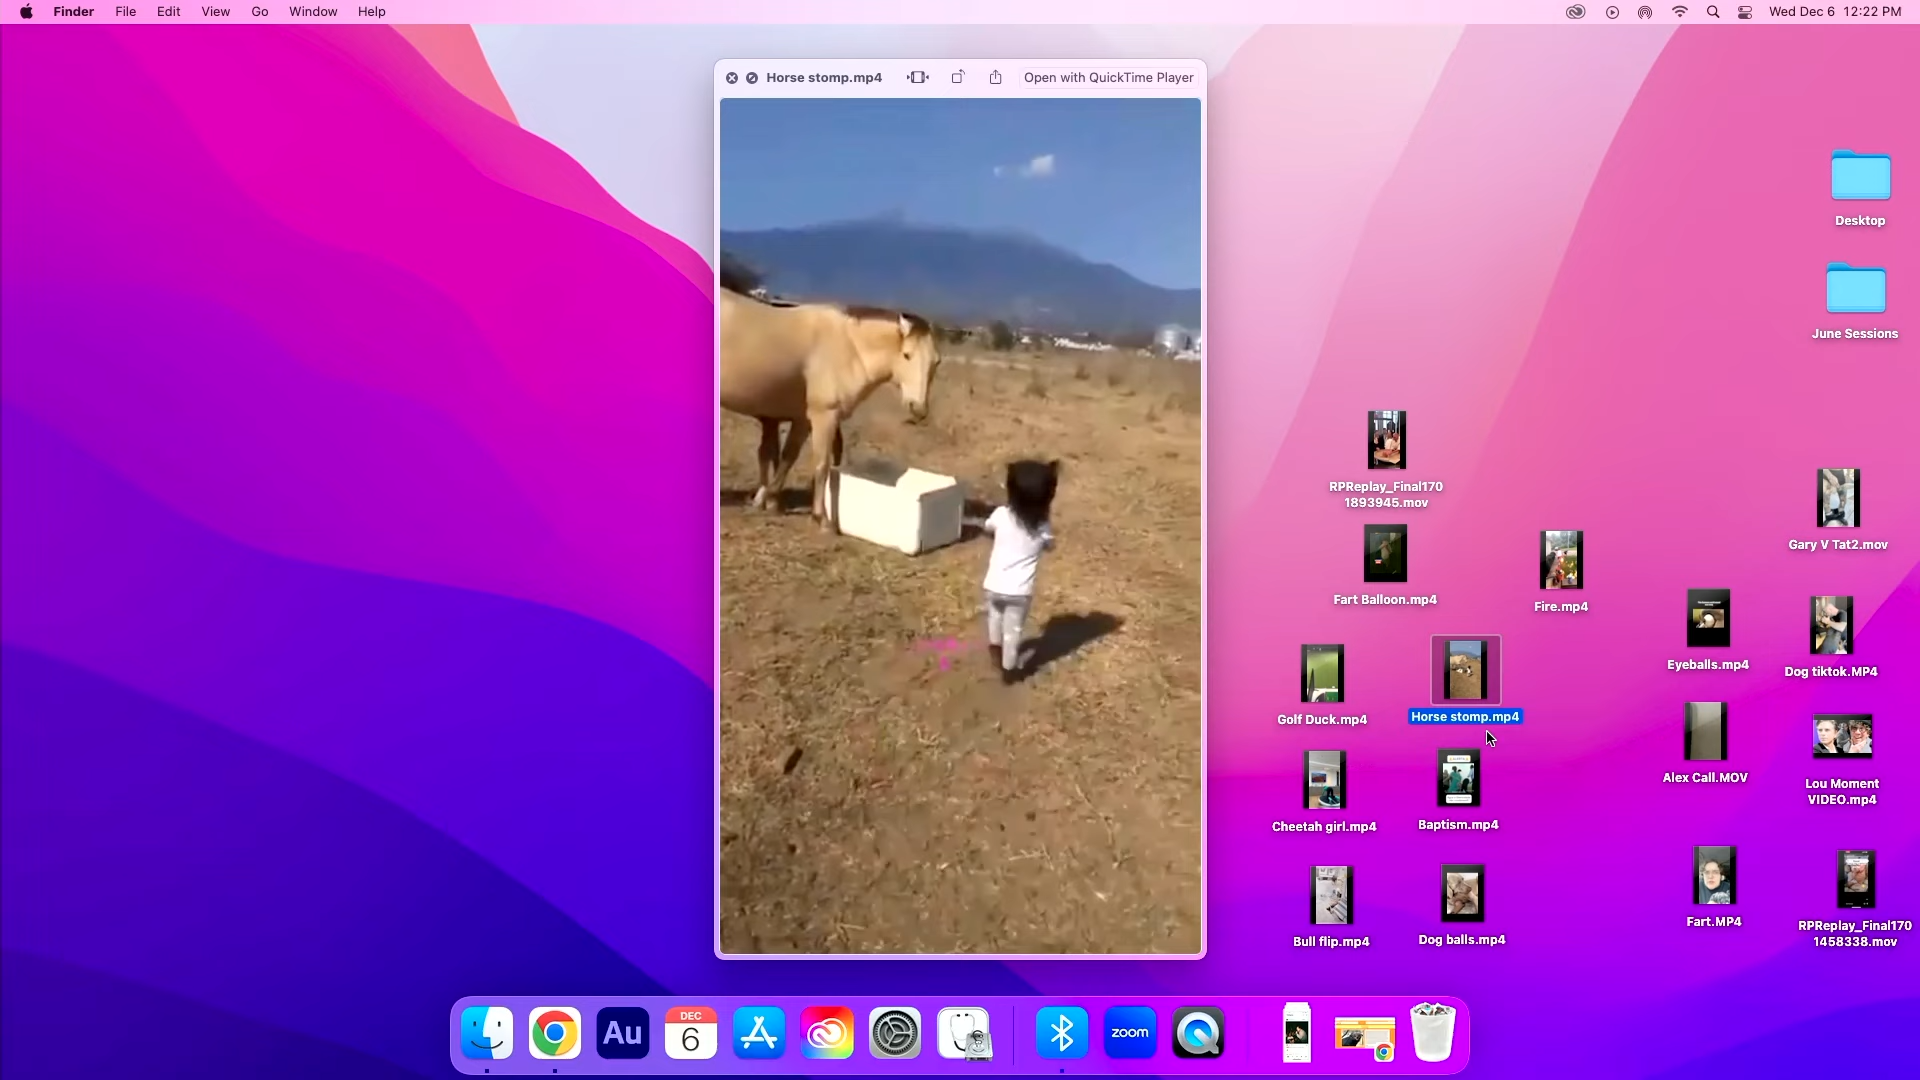 Finder File Edit View Go Window Help
Wed Dec 6 12:22 PM
Horse stomp.mp4
Open with QuickTime Player
Desktop
June Sessions
RPReplay_Final170
1893945.mov
Gary V Tat2.mov
Fart Balloon.mp4
Fire.mp4
Eyeballs.mp4
Dog tiktok.MP4
Golf Duck.mp4
Horse stomp.mp4
Alex Call.MOV
Lou Moment
VIDEO.mp4
Cheetah girl.mp4
Baptism.mp4
Fart.MP4
RPReplay_Final170
1458338.mov
Bull flip.mp4
Dog balls.mp4
Au
DEC
6
zoom